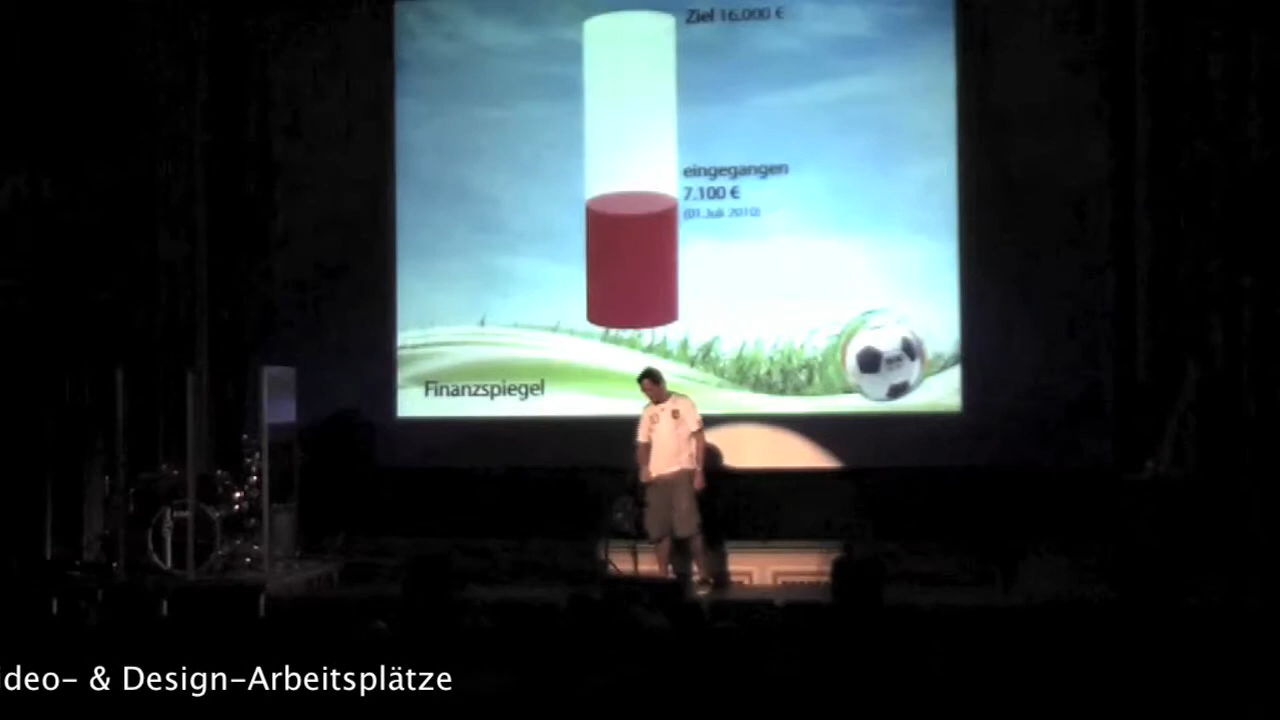 Ziel 16.000 €
eingegangen
7.100 €
(01.Juli 2010)
Finanzspiegel
ideo- & Design-Arbeitsplätze